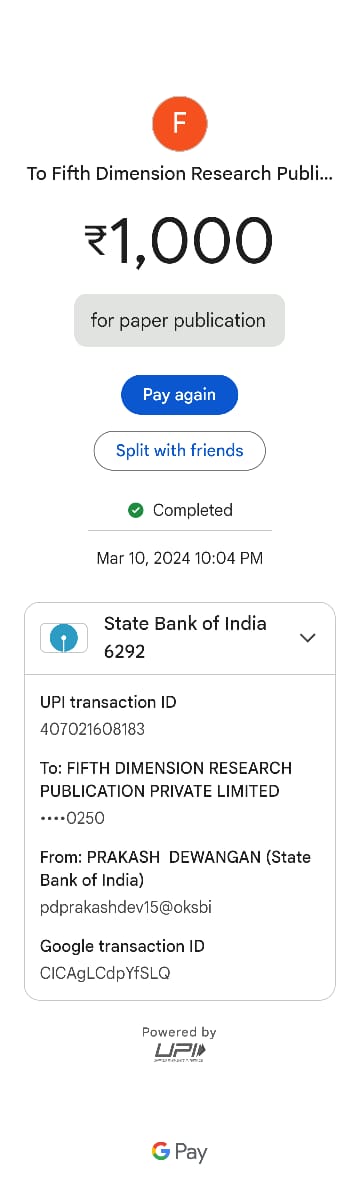 F
To Fifth Dimension Research Publi...
₹1,000
for paper publication
Pay again
Split with friends
Completed
Mar 10, 2024 10:04 PM
State Bank of India
6292
UPI transaction ID
407021608183
To: FIFTH DIMENSION RESEARCH
PUBLICATION PRIVATE LIMITED
••••0250
From: PRAKASH DEWANGAN (State
Bank of India)
pdprakashdev15@oksbi
Google transaction ID
CICAgLCdpYfSLQ
Powered by
UPI
G Pay